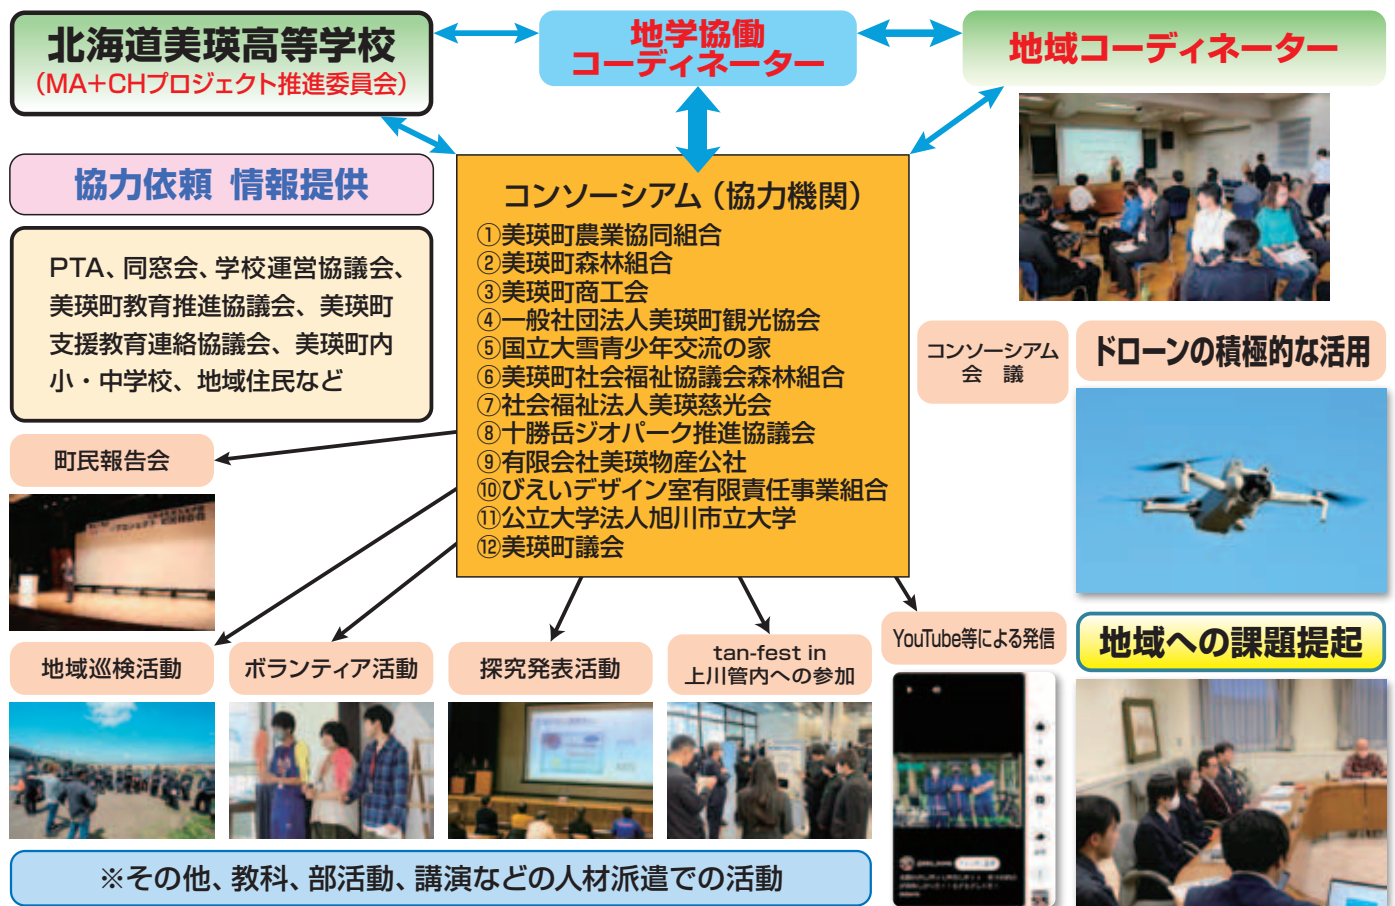 北海道美瑛高等学校
（MA+CHプロジェクト推進委員会）
地学協働
コーディネーター
地域コーディネーター
協力依頼 情報提供
PTA、同窓会、学校運営協議会、
美瑛町教育推進協議会、美瑛町
支援教育連絡協議会、美瑛町内
小・中学校、地域住民など
コンソーシアム（協力機関）
①美瑛町農業協同組合
②美瑛町森林組合
③美瑛町商工会
④一般社団法人美瑛町観光協会
⑤国立大雪青少年交流の家
⑥美瑛町社会福祉協議会森林組合
⑦社会福祉法人美瑛慈光会
⑧十勝岳ジオパーク推進協議会
⑨有限会社美瑛物産公社
⑩びえいデザイン室有限責任事業組合
⑪公立大学法人旭川市立大学
⑫美瑛町議会
コンソーシアム
会 議
ドローンの積極的な活用
町民報告会
地域巡検活動
ボランティア活動
探究発表活動
tan-fest in
上川管内への参加
YouTube等による発信
地域への課題提起
※その他、教科、部活動、講演などの人材派遣での活動